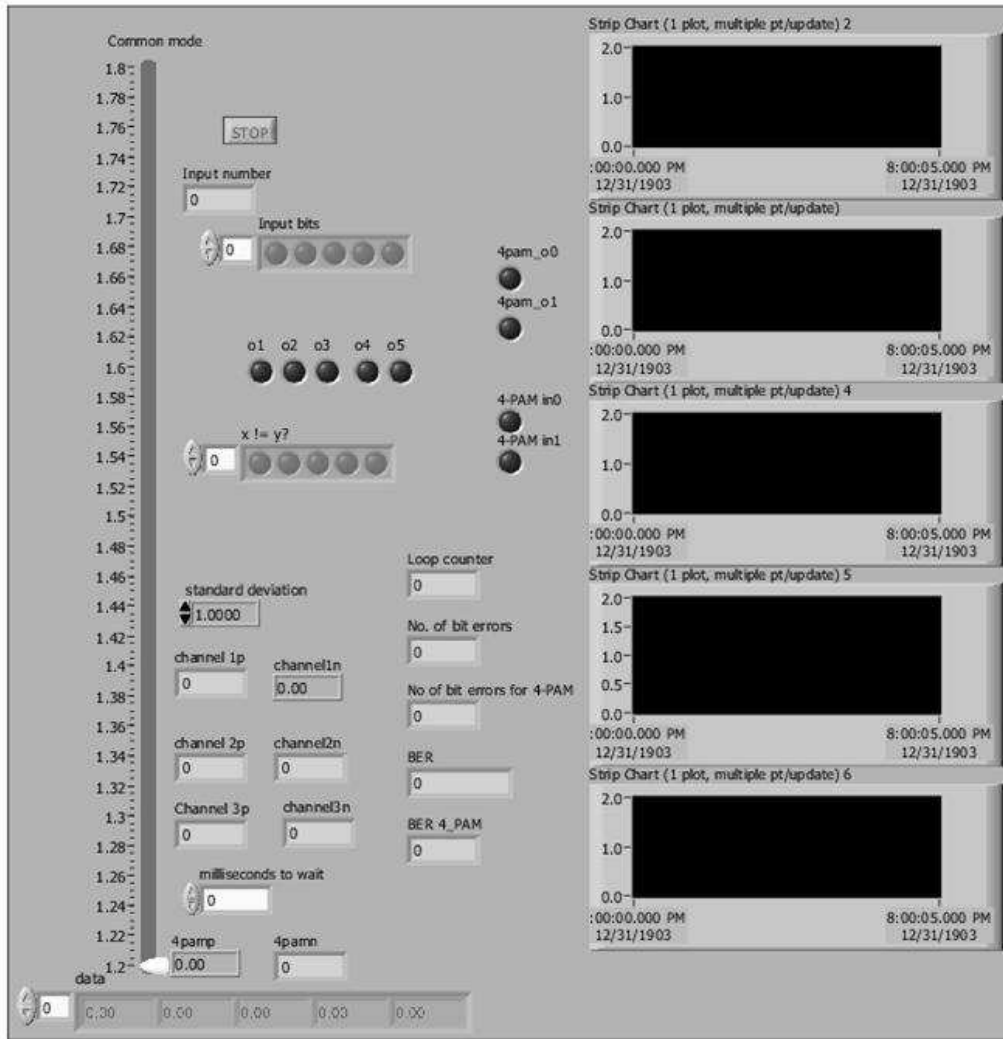 Common mode
1.8
1.78
1.76
1.74
1.72
1.7
1.68
1.66
1.64
1.62
1.6
1.58
1.56
1.54
1.52
1.5
1.48
1.46
1.44
1.42
1.4
1.38
1.36
1.34
1.32
1.3
1.28
1.26
1.24
1.22
1.2
STOP
Input number
0
Input bits
0
4pam_o0
4pam_o1
o1 o2 o3 o4 o5
4-PAM in0
4-PAM in1
x != y?
0
Loop counter
0
standard deviation
1.0000
No. of bit errors
0
channel 1p
0
channel1n
0.00
No of bit errors for 4-PAM
0
channel 2p
0
channel2n
0
BER
0
Channel 3p
0
channel3n
0
BER 4_PAM
0
milliseconds to wait
0
4pamp
0.00
4pamn
0
data
0
0.00 0.00 0.00 0.00 0.00
Strip Chart (1 plot, multiple pt/update) 2
2.0
1.0
0.0
:00:00.000 PM 8:00:05.000 PM
12/31/1903 12/31/1903
Strip Chart (1 plot, multiple pt/update)
2.0
1.0
0.0
:00:00.000 PM 8:00:05.000 PM
12/31/1903 12/31/1903
Strip Chart (1 plot, multiple pt/update) 4
2.0
1.0
0.0
:00:00.000 PM 8:00:05.000 PM
12/31/1903 12/31/1903
Strip Chart (1 plot, multiple pt/update) 5
2.0
1.5
1.0
0.5
0.0
:00:00.000 PM 8:00:05.000 PM
12/31/1903 12/31/1903
Strip Chart (1 plot, multiple pt/update) 6
2.0
1.0
0.0
:00:00.000 PM 8:00:05.000 PM
12/31/1903 12/31/1903